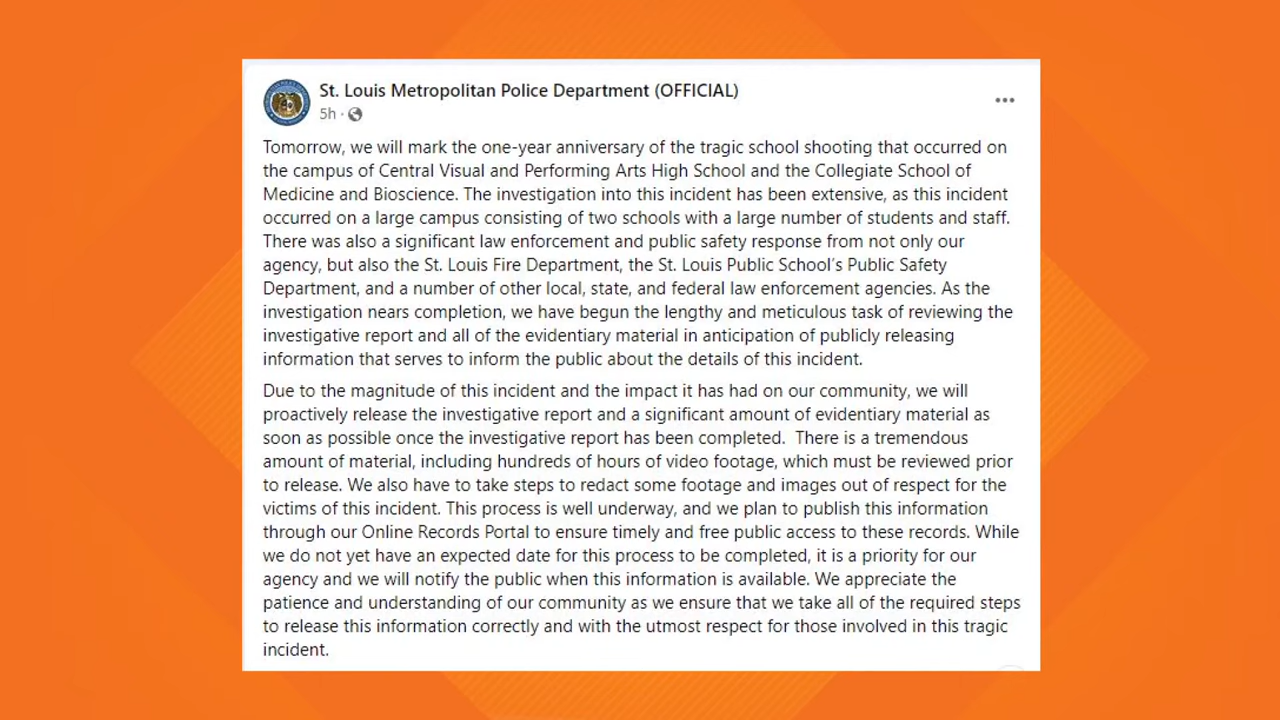 St. Louis Metropolitan Police Department (OFFICIAL)
5h ·
Tomorrow, we will mark the one-year anniversary of the tragic school shooting that occurred on
the campus of Central Visual and Performing Arts High School and the Collegiate School of
Medicine and Bioscience. The investigation into this incident has been extensive, as this incident
occurred on a large campus consisting of two schools with a large number of students and staff.
There was also a significant law enforcement and public safety response from not only our
agency, but also the St. Louis Fire Department, the St. Louis Public School's Public Safety
Department, and a number of other local, state, and federal law enforcement agencies. As the
investigation nears completion, we have begun the lengthy and meticulous task of reviewing the
investigative report and all of the evidentiary material in anticipation of publicly releasing
information that serves to inform the public about the details of this incident.
Due to the magnitude of this incident and the impact it has had on our community, we will
proactively release the investigative report and a significant amount of evidentiary material as
soon as possible once the investigative report has been completed.  There is a tremendous
amount of material, including hundreds of hours of video footage, which must be reviewed prior
to release. We also have to take steps to redact some footage and images out of respect for the
victims of this incident. This process is well underway, and we plan to publish this information
through our Online Records Portal to ensure timely and free public access to these records. While
we do not yet have an expected date for this process to be completed, it is a priority for our
agency and we will notify the public when this information is available. We appreciate the
patience and understanding of our community as we ensure that we take all of the required steps
to release this information correctly and with the utmost respect for those involved in this tragic
incident.